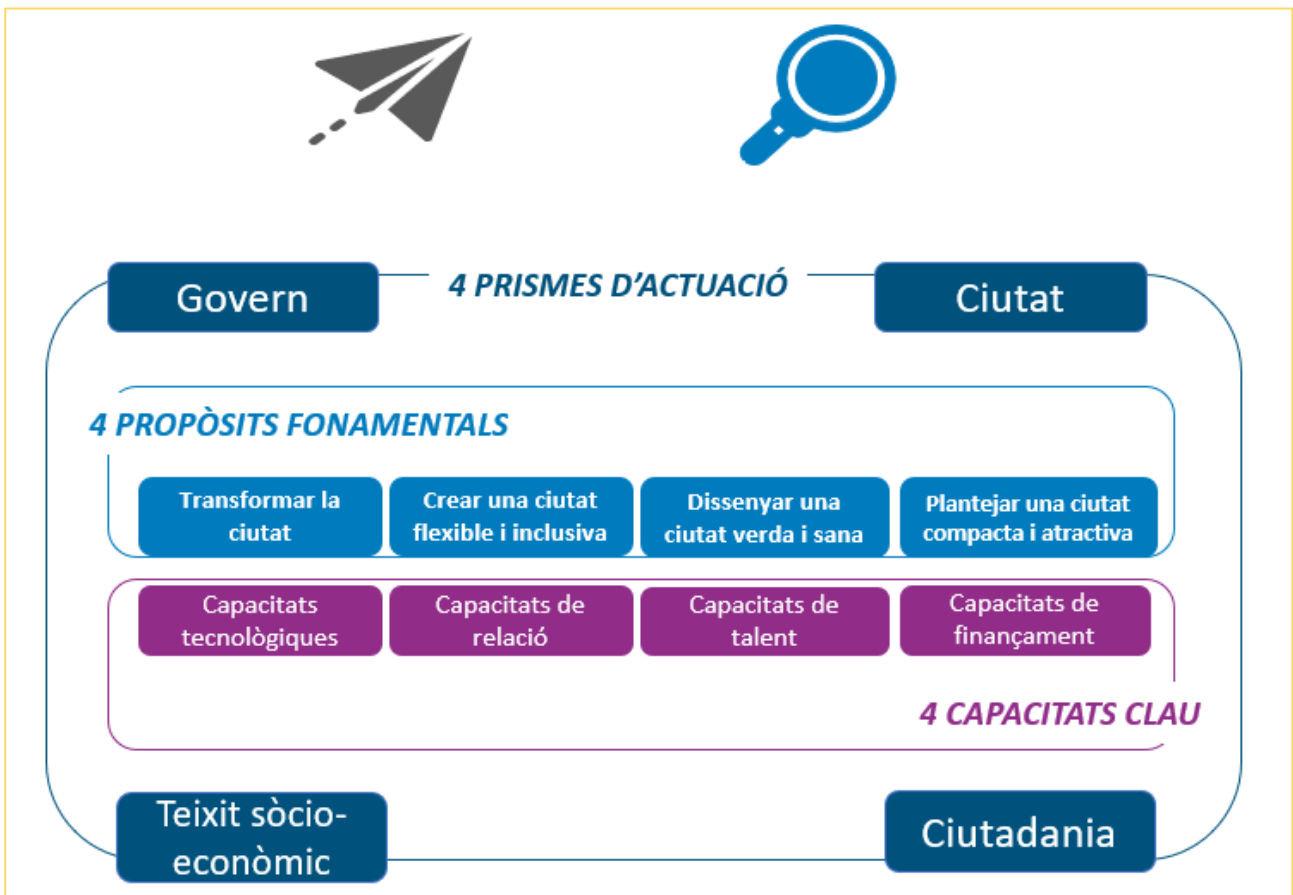 Govern
4 PRISMES D'ACTUACIÓ
Ciutat
4 PROPÒSITS FONAMENTALS
Transformar la
ciutat
Crear una ciutat
flexible i inclusiva
Dissenyar una
ciutat verda i sana
Plantejar una ciutat
compacta i atractiva
Capacitats
tecnològiques
Capacitats de
relació
Capacitats de
talent
Capacitats de
finançament
4 CAPACITATS CLAU
Teixit sòcio-
econòmic
Ciutadania